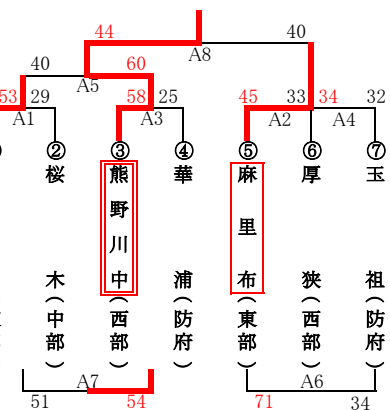 44 40
A8
40 60
A5
53 29 58 25 45 33 34 32
A1 A3 A2 A4
② ③ ④ ⑤ ⑥ ⑦
桜木(中部)
熊野川中(西部)
華浦(防府)
麻里布(東部)
厚狭(西部)
玉祖(防府)
A7 A6
51 54 71 34